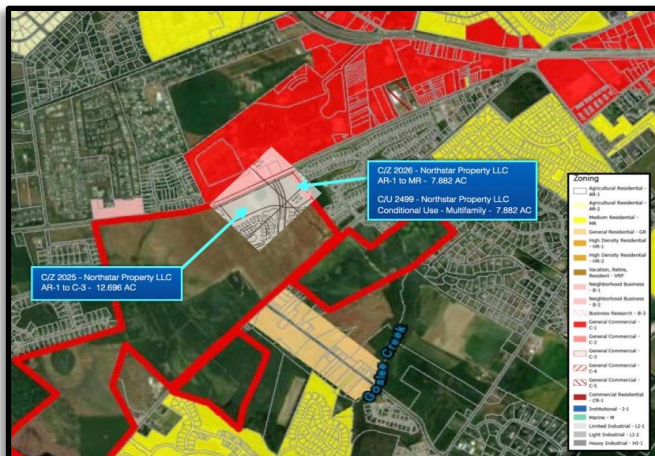 C/Z 2026 - Northstar Property LLC
AR-1 to MR - 7.882 AC
C/U 2499 - Northstar Property LLC
Conditional Use - Multifamily - 7.882 AC
C/Z 2025 - Northstar Property LLC
AR-1 to C-3 - 12.696 AC
Goslee Creek
Zoning
Agricultural Residential -
AR-1
Agricultural Residential -
AR-2
Medium Residential -
MR
General Residential - GR
High Density Residential
- HR-1
High Density Residential
- HR-2
Vacation, Retire,
Resident - VRP
Neighborhood Business
- B-1
Neighborhood Business
- B-2
Business Research - B-3
General Commercial -
C-1
General Commercial -
C-2
General Commercial -
C-3
General Commercial -
C-4
General Commercial -
C-5
Commercial Residential
- CR-1
Institutional - I-1
Marine - M
Limited Industrial - LI-1
Light Industrial - LI-2
Heavy Industrial - HI-1